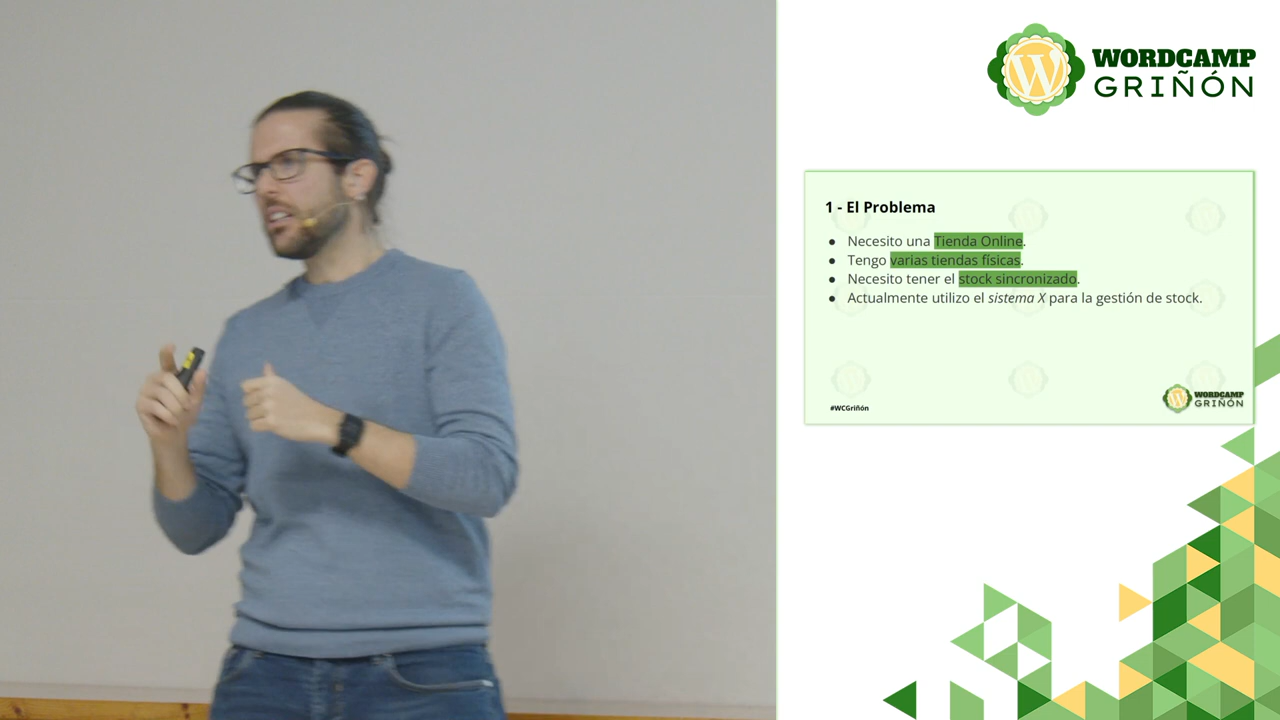 WORDCAMP
GRIÑÓN
1 - El Problema
● Necesito una Tienda Online.
● Tengo varias tiendas físicas.
● Necesito tener el stock sincronizado.
● Actualmente utilizo el sistema X para la gestión de stock.
#WCGriñón
WORDCAMP
GRIÑÓN